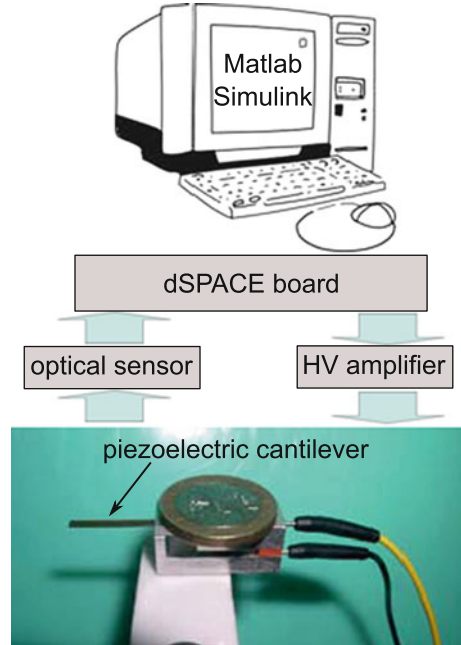 Matlab
Simulink
dSPACE board
optical sensor
HV amplifier
piezoelectric cantilever